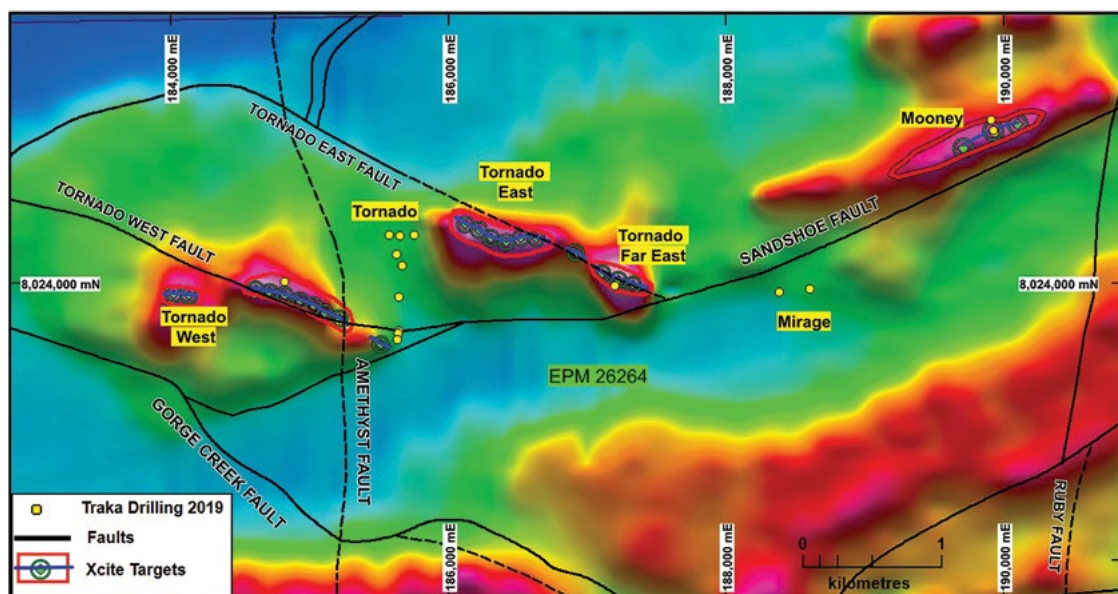 184,000 mE
186,000 mE
188,000 mE
190,000 mE
Mooney
TORNADO EAST FAULT
Tornado
East
TORNADO WEST FAULT
Tornado
Tornado
Far East
SANDSHOE FAULT
8,024,000 mN
8,024,000 mN
Tornado
West
Mirage
EPM 26264
AMETHYST FAULT
GORGE CREEK FAULT
RUBY FAULT
Traka Drilling 2019
Faults
Xcite Targets
186,000 mE
188,000 mE
190,000 mE
0 1
kilometres